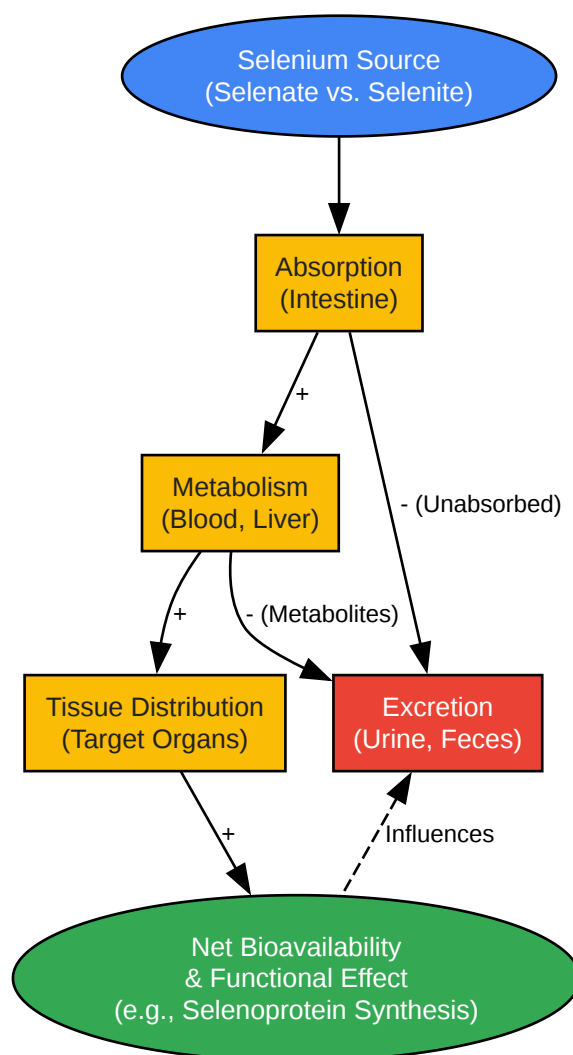 Selenium Source
(Selenate vs. Selenite)
Absorption
(Intestine)
+
Metabolism
(Blood, Liver)
- (Unabsorbed)
+
- (Metabolites)
Tissue Distribution
(Target Organs)
Excretion
(Urine, Feces)
+
Influences
Net Bioavailability
& Functional Effect
(e.g., Selenoprotein Synthesis)